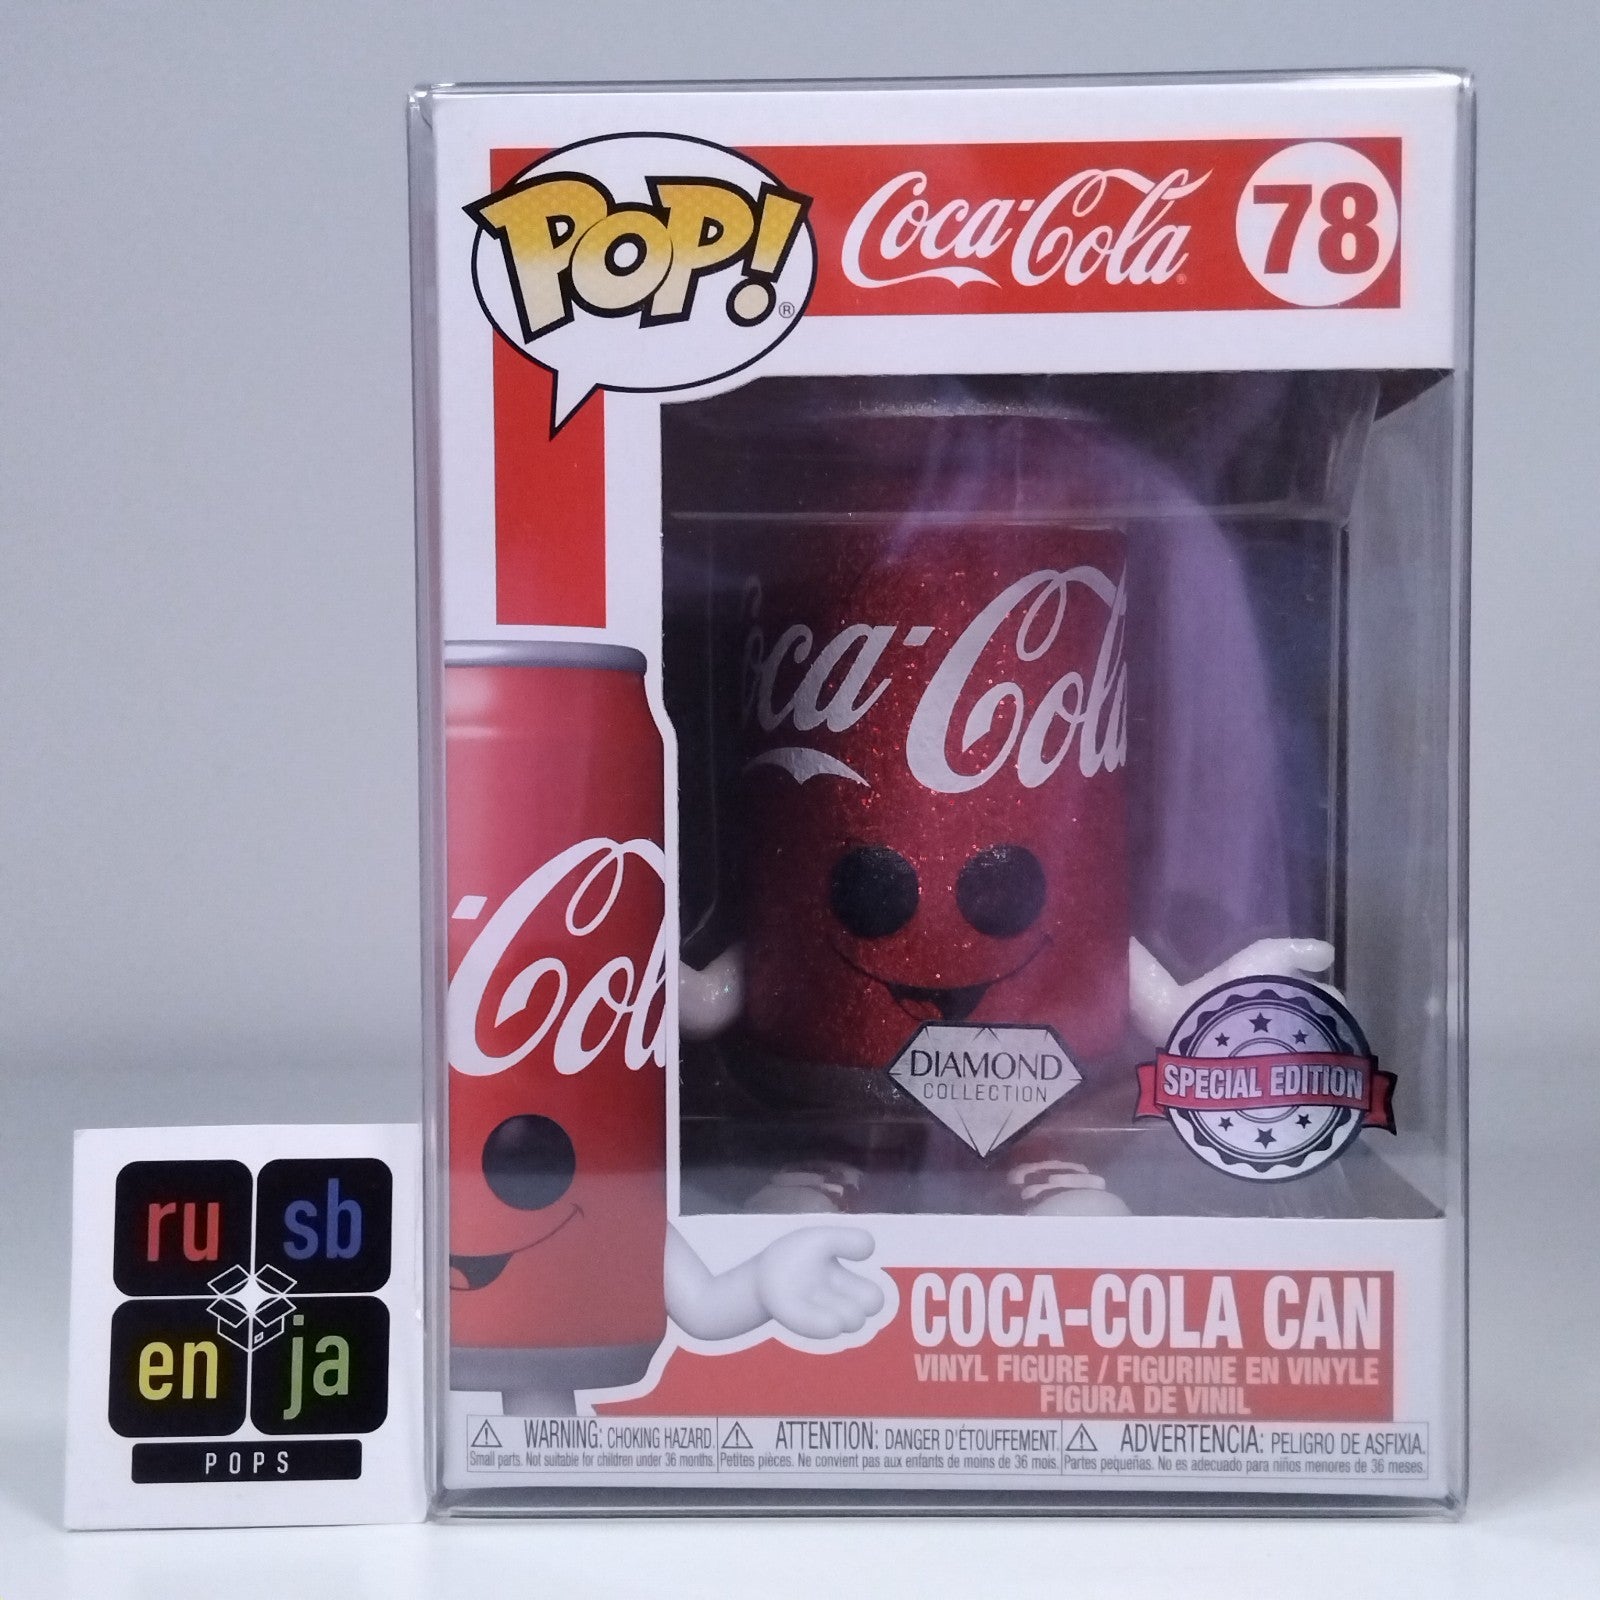 POP! ®
Coca-Cola®
78
Coca-Cola
Coca-Cola
DIAMOND
COLLECTION
SPECIAL EDITION
ru sb
en ja
POPS
COCA-COLA CAN
VINYL FIGURE / FIGURINE EN VINYLE
FIGURA DE VINIL
WARNING: CHOKING HAZARD.
Small parts. Not suitable for children under 36 months.
ATTENTION: DANGER D'ÉTOUFFEMENT.
Petites pièces. Ne convient pas aux enfants de moins de 36 mois.
ADVERTENCIA: PELIGRO DE ASFIXIA.
Partes pequeñas. No es adecuado para niños menores de 36 meses.